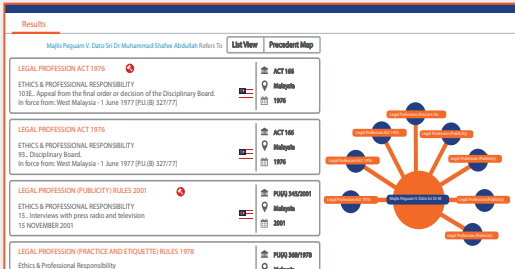 Results
Majlis Peguam V. Dato Sri Dr Muhammad Shafee Abdullah Refers To
List View
Precedent Map
LEGAL PROFESSION ACT 1976
ETHICS & PROFESSIONAL RESPONSIBILITY
103E.. Appeal from the final order or decision of the Disciplinary Board.
In force from: West Malaysia - 1 June 1977 [P.U.(B) 327/77]
ACT 166
Malaysia
1976
LEGAL PROFESSION ACT 1976
ETHICS & PROFESSIONAL RESPONSIBILITY
93.. Disciplinary Board.
In force from: West Malaysia - 1 June 1977 [P.U.(B) 327/77]
ACT 166
Malaysia
1976
LEGAL PROFESSION (PUBLICITY) RULES 2001
ETHICS & PROFESSIONAL RESPONSIBILITY
15.. Interviews with press radio and television
15 NOVEMBER 2001
PU(A) 345/2001
Malaysia
2001
LEGAL PROFESSION (PRACTICE AND ETIQUETTE) RULES 1978
Ethics & Professional Responsibility
PU(A) 369/1978
Malaysia
Legal Profession (Practice An
Legal Profession Act 1976
Legal Profession (Publicity)
Legal Profession Act 1976
Legal Profession (Publicity)
Legal Profession Act 1976
Majlis Peguam V. Dato Sri Dr M
Legal Profession (Publicity)
Legal Profession (Publicity)